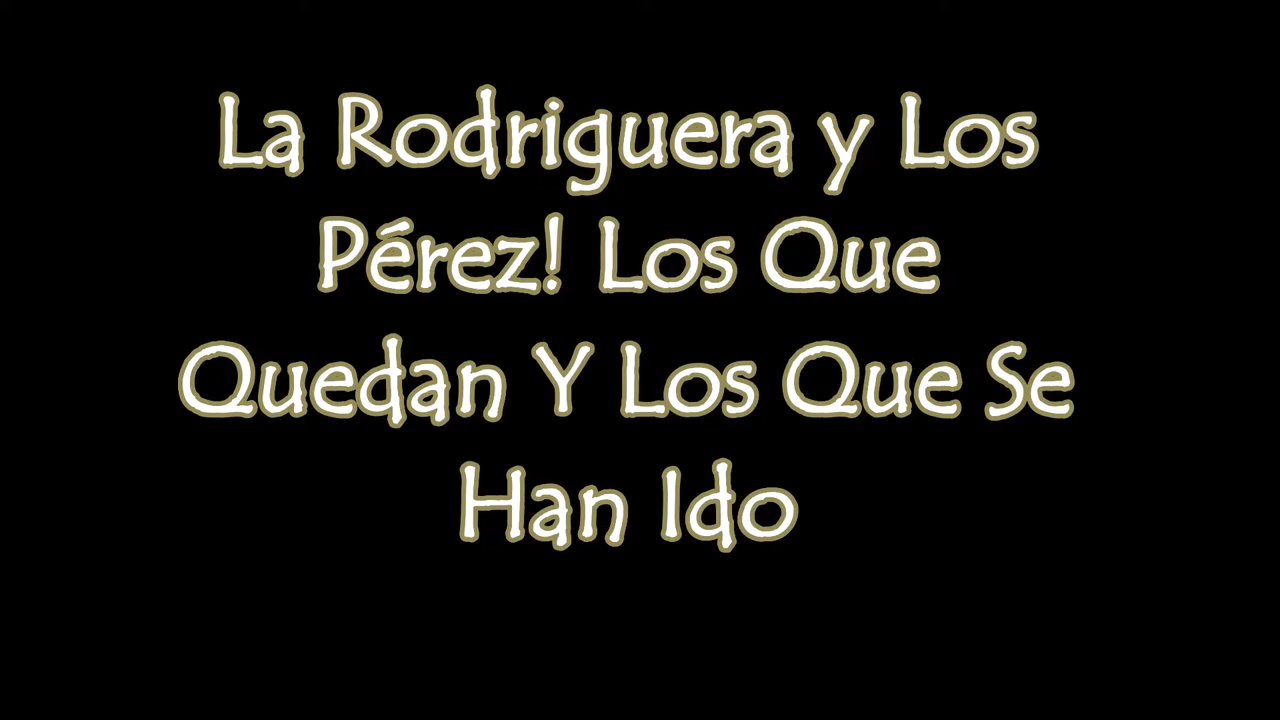 La Rodriguera y Los
Pérez! Los Que
Quedan Y Los Que Se
Han Ido